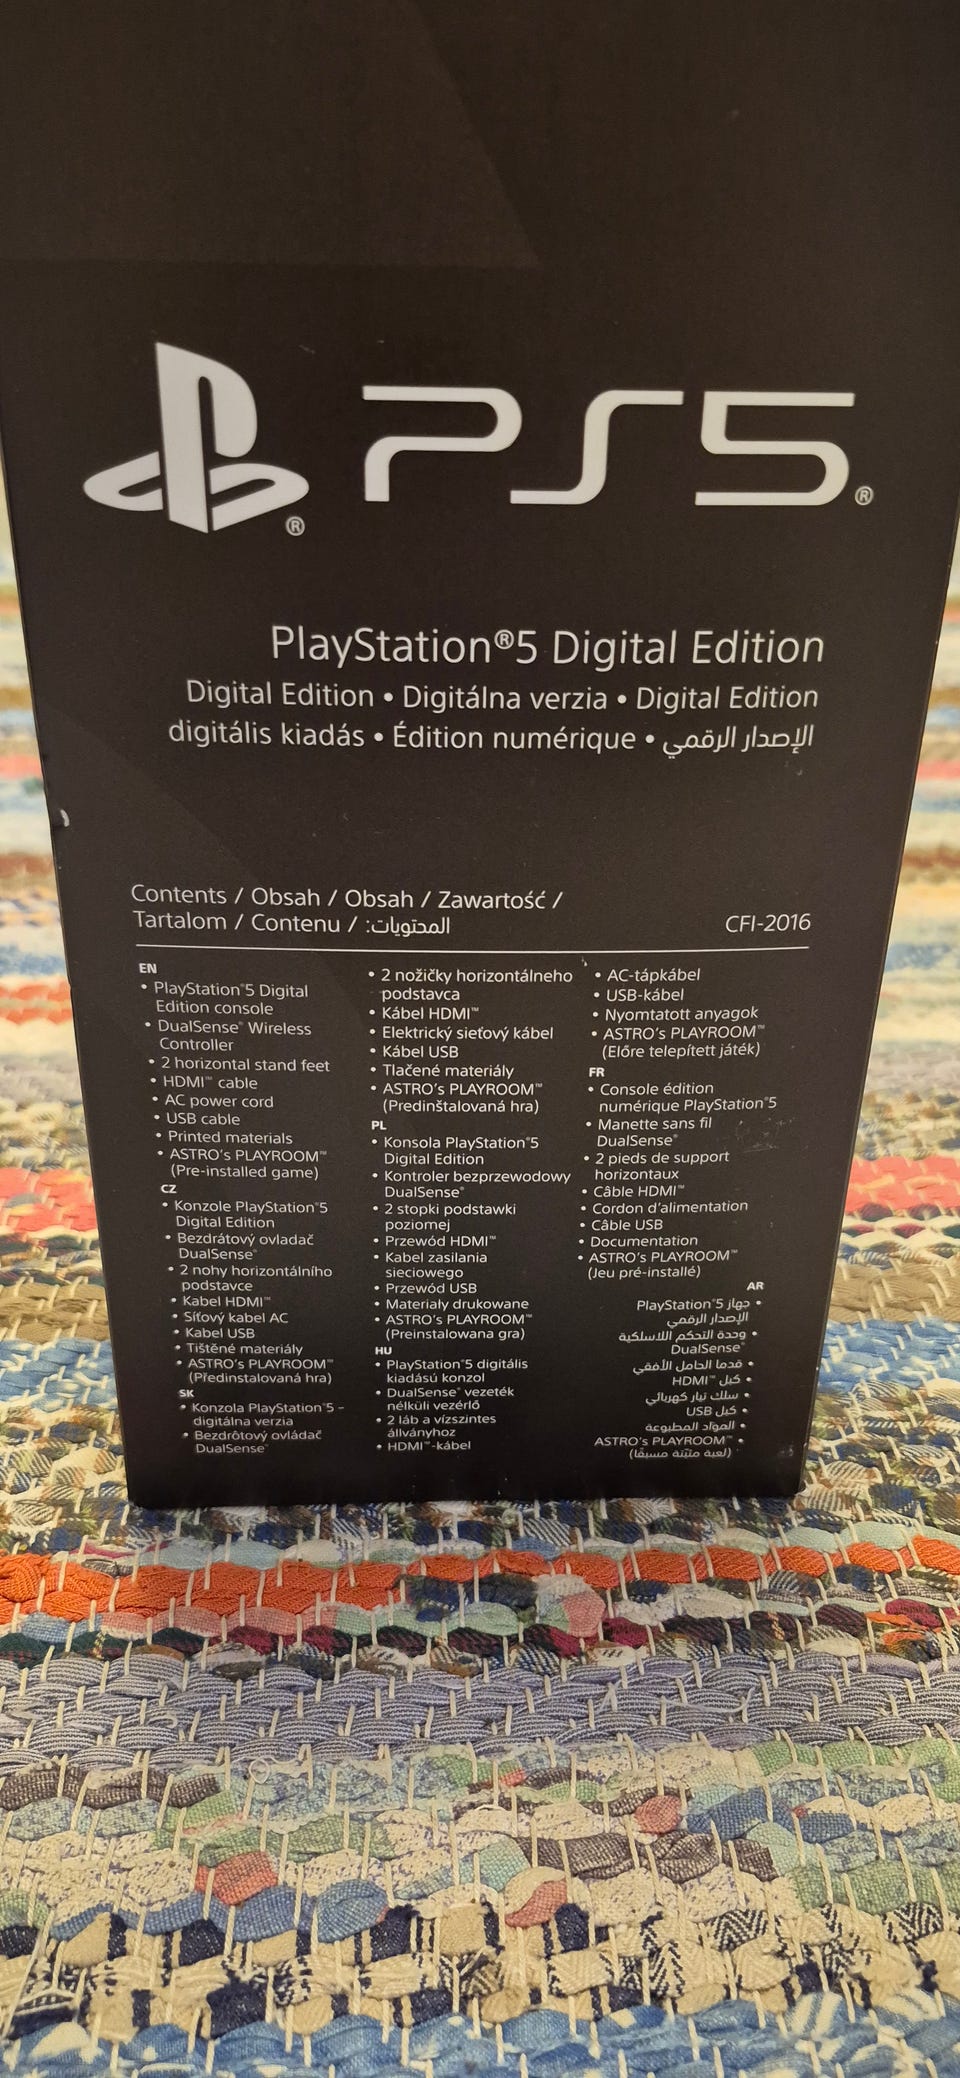 PS5®
PlayStation®5 Digital Edition
Digital Edition • Digitálna verzia • Digital Edition
digitális kiadás • Édition numérique • الإصدار الرقمي
Contents / Obsah / Obsah / Zawartość /
Tartalom / Contenu / المحتويات:
CFI-2016
EN
• PlayStation®5 Digital
Edition console
• DualSense® Wireless
Controller
• 2 horizontal stand feet
• HDMI™ cable
• AC power cord
• USB cable
• Printed materials
• ASTRO's PLAYROOM™
(Pre-installed game)
CZ
• Konzole PlayStation®5
Digital Edition
• Bezdrátový ovladač
DualSense®
• 2 nohy horizontálního
podstavce
• Kabel HDMI™
• Síťový kabel AC
• Kabel USB
• Tištěné materiály
• ASTRO's PLAYROOM™
(Předinstalovaná hra)
SK
• Konzola PlayStation®5 –
digitálna verzia
• Bezdrôtový ovládač
DualSense®
• 2 nožičky horizontálneho
podstavca
• Kábel HDMI™
• Elektrický sieťový kábel
• Kábel USB
• Tlačené materiály
• ASTRO's PLAYROOM™
(Predinštalovaná hra)
PL
• Konsola PlayStation®5
Digital Edition
• Kontroler bezprzewodowy
DualSense®
• 2 stopki podstawki
poziomej
• Przewód HDMI™
• Kabel zasilania
sieciowego
• Przewód USB
• Materiały drukowane
• ASTRO's PLAYROOM™
(Preinstalowana gra)
HU
• PlayStation®5 digitális
kiadású konzol
• DualSense® vezeték
nélküli vezérlő
• 2 láb a vízszintes
állványhoz
• HDMI™-kábel
• AC-tápkábel
• USB-kábel
• Nyomtatott anyagok
• ASTRO's PLAYROOM™
(Előre telepített játék)
FR
• Console édition
numérique PlayStation®5
• Manette sans fil
DualSense®
• 2 pieds de support
horizontaux
• Câble HDMI™
• Cordon d'alimentation
• Câble USB
• Documentation
• ASTRO's PLAYROOM™
(Jeu pré-installé)
AR
• جهاز PlayStation®5
الإصدار الرقمي
• وحدة التحكم اللاسلكية
DualSense®
• قدما الحامل الأفقي
• كبل HDMI™
• سلك تيار كهربائي
• كبل USB
• المواد المطبوعة
• ASTRO's PLAYROOM™
(لعبة مثبتة مسبقًا)